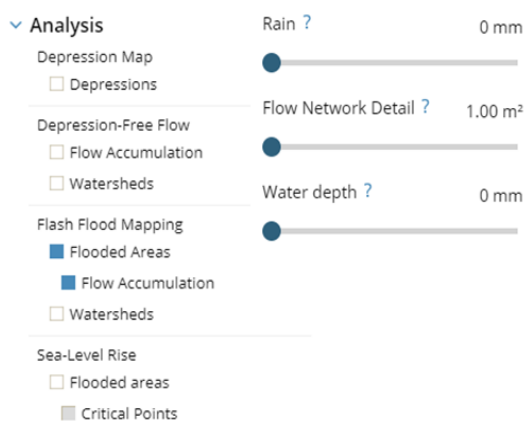 Analysis
Depression Map
Depressions
Depression-Free Flow
Flow Accumulation
Watersheds
Flash Flood Mapping
Flooded Areas
Flow Accumulation
Watersheds
Sea-Level Rise
Flooded areas
Critical Points
Rain ? 0 mm
Flow Network Detail ? 1.00 m²
Water depth ? 0 mm